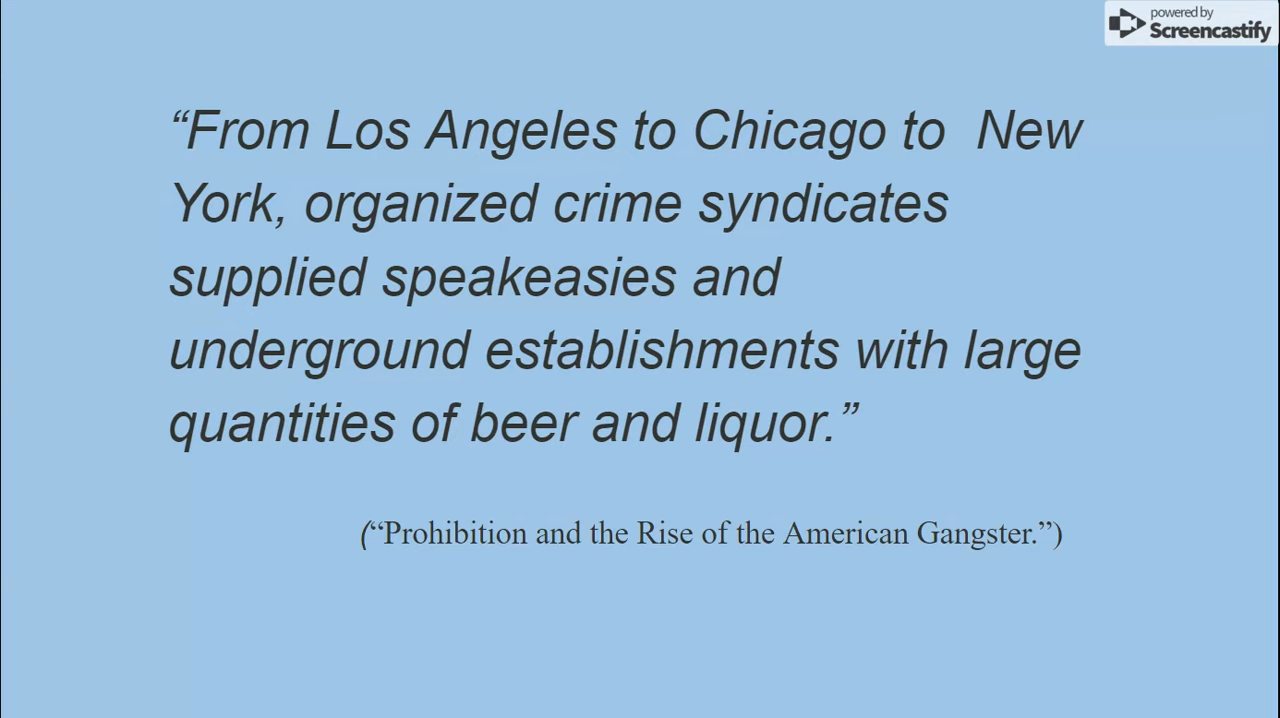 powered by
Screencastify
“From Los Angeles to Chicago to  New
York, organized crime syndicates
supplied speakeasies and
underground establishments with large
quantities of beer and liquor.”
(“Prohibition and the Rise of the American Gangster.”)